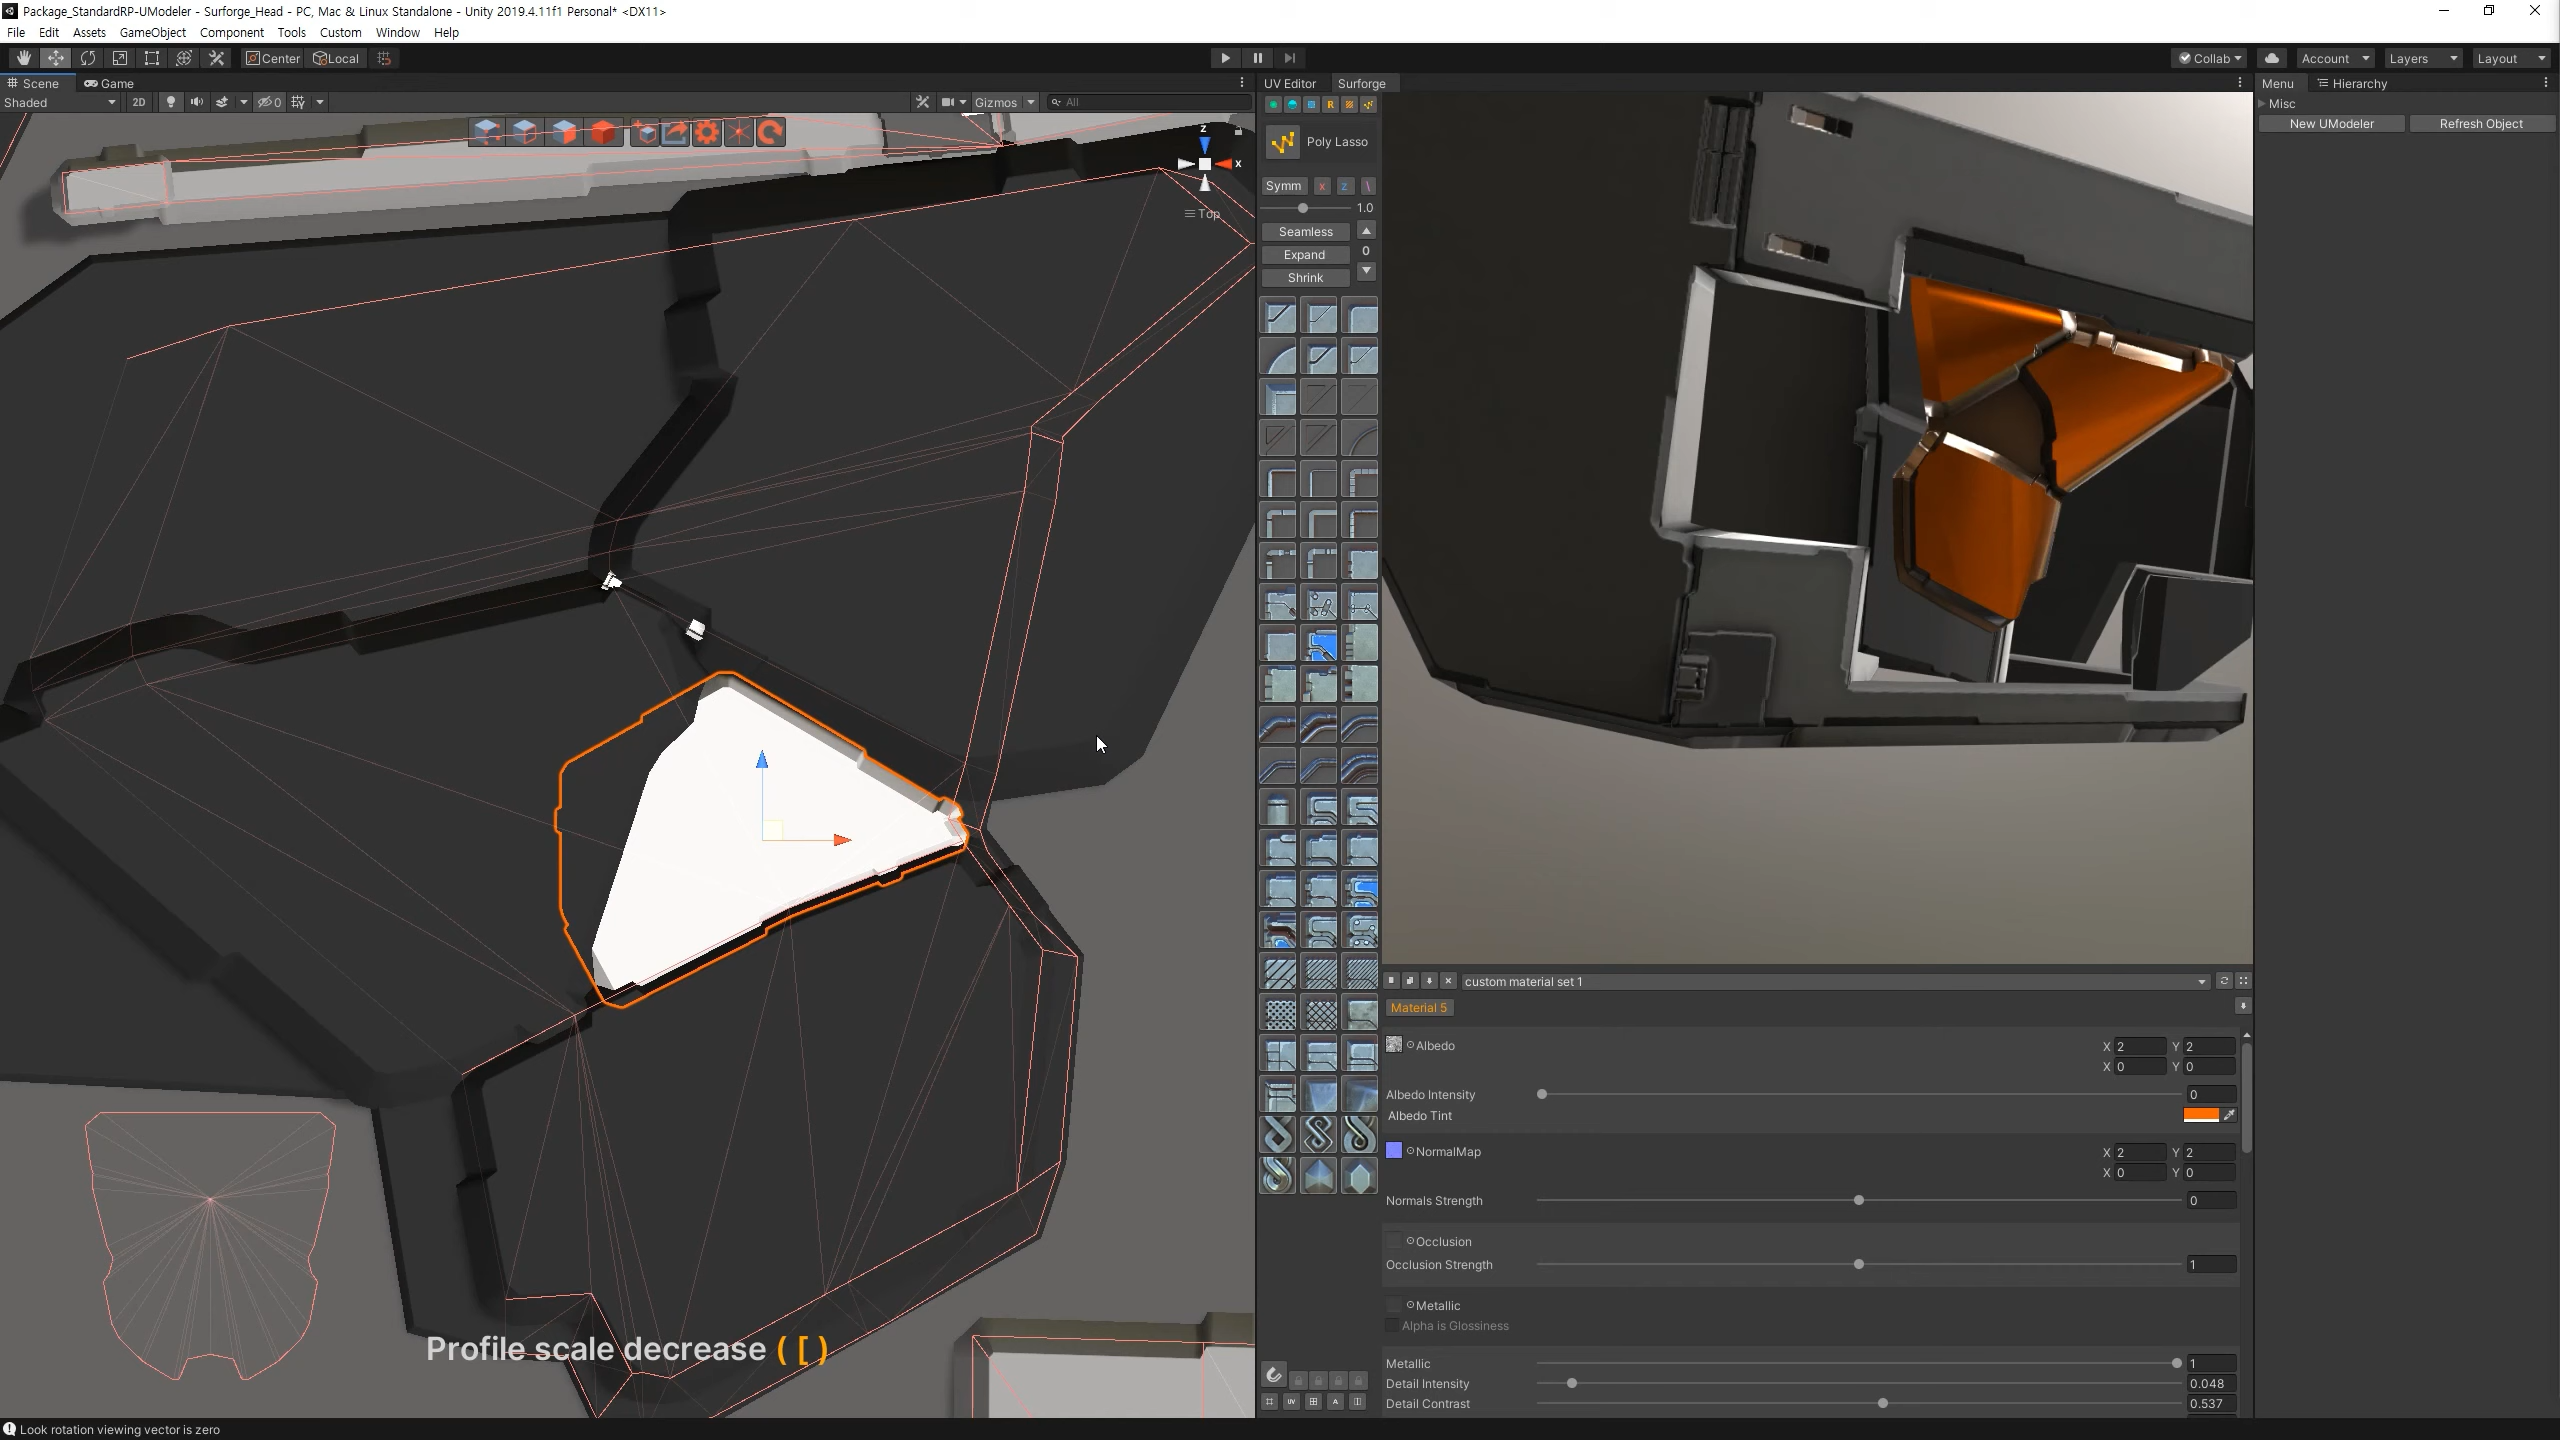 Package_StandardRP-UModeler - Surforge_Head - PC, Mac & Linux Standalone - Unity 2019.4.11f1 Personal* <DX11>
File Edit Assets GameObject Component Tools Custom Window Help
Center Local
Collab Account Layers Layout
Scene Game
UV Editor Surforge
Menu Hierarchy
Shaded 2D 0 Gizmos All
R
Misc
New UModeler Refresh Object
z
x
Top
Poly Lasso
Symm x z \
1.0
Seamless
Expand 0
Shrink
custom material set 1
Material 5
Albedo X 2 Y 2
X 0 Y 0
Albedo Intensity 0
Albedo Tint
NormalMap X 2 Y 2
X 0 Y 0
Normals Strength 0
Occlusion
Occlusion Strength 1
Metallic
Alpha is Glossiness
Metallic 1
Detail Intensity 0.048
Detail Contrast 0.537
UV A
Profile scale decrease ( [ )
Look rotation viewing vector is zero